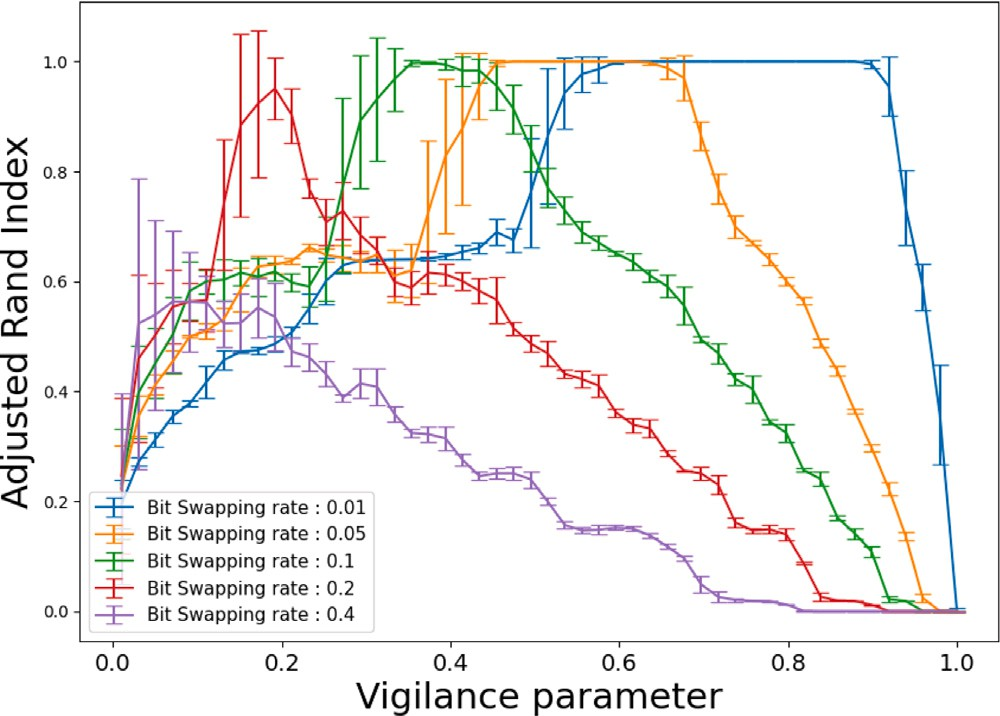 Adjusted Rand Index
1.0
0.8
0.6
0.4
0.2
0.0
Bit Swapping rate : 0.01
Bit Swapping rate : 0.05
Bit Swapping rate : 0.1
Bit Swapping rate : 0.2
Bit Swapping rate : 0.4
0.0 0.2 0.4 0.6 0.8 1.0
Vigilance parameter